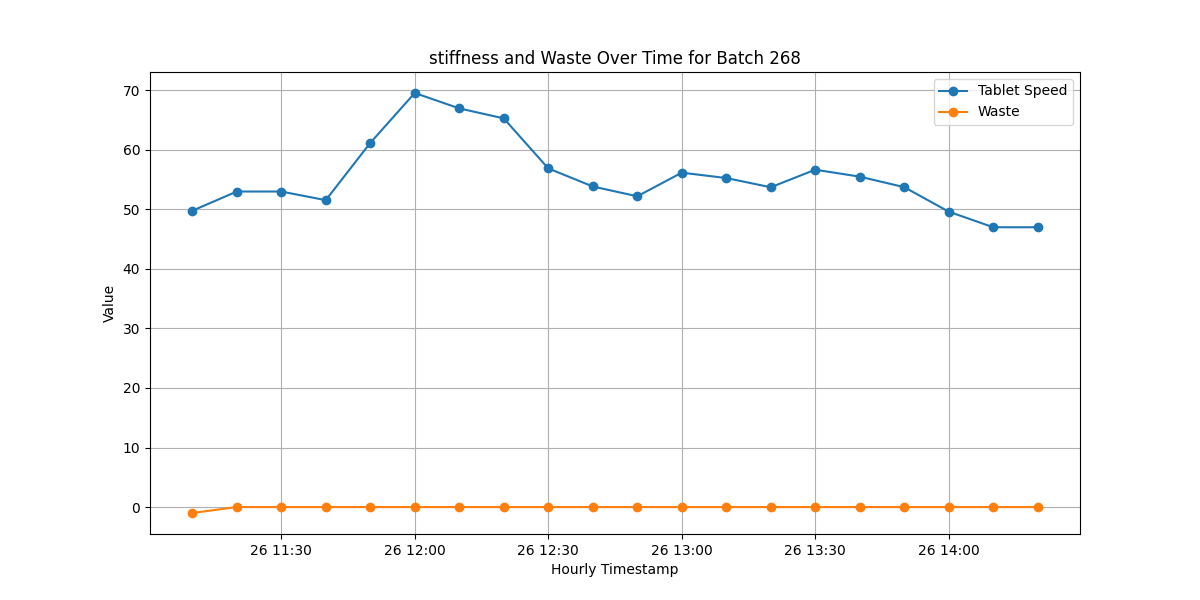 stiffness and Waste Over Time for Batch 268
Tablet Speed
Waste
Value
70
60
50
40
30
20
10
0
26 11:30
26 12:00
26 12:30
26 13:00
26 13:30
26 14:00
Hourly Timestamp